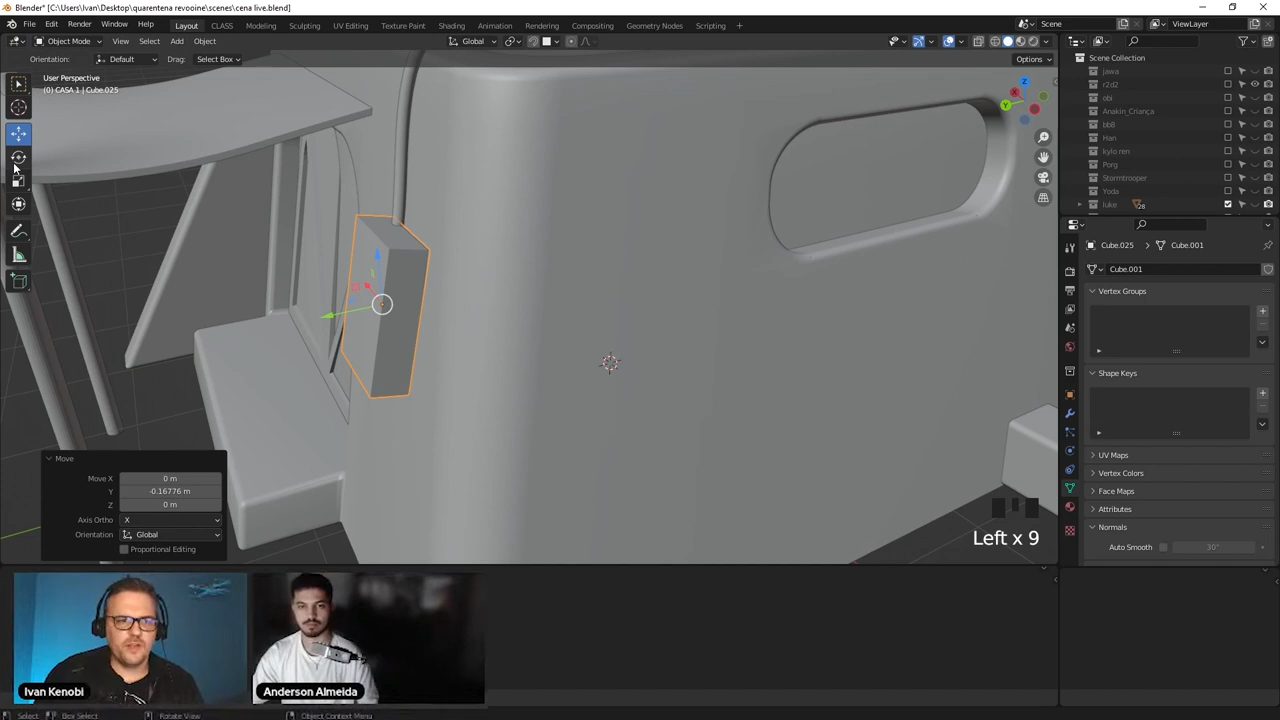 Blender* [C:\Users\Ivan\Desktop\quarentena revooine\scenes\cena live.blend]
File Edit Render Window Help Layout CLASS Modeling Sculpting UV Editing Texture Paint Shading Animation Rendering Compositing Geometry Nodes Scripting Scene ViewLayer
Object Mode View Select Add Object Global
Orientation: Default Drag: Select Box Options
User Perspective
(0) CASA 1 | Cube.025
Z
X
Y
Scene Collection
jawa
r2d2
obi
Anakin_Criança
bb8
Han
kylo ren
Porg
Stormtrooper
Yoda
luke 28
Cube.025 Cube.001
Cube.001
Vertex Groups
Shape Keys
UV Maps
Vertex Colors
Face Maps
Attributes
Normals
Auto Smooth 30°
Move
Move X 0 m
Y -0.16776 m
Z 0 m
Axis Ortho X
Orientation Global
Proportional Editing
Left x 9
Ivan Kenobi
Anderson Almeida
Select Box Select Rotate View Object Context Menu